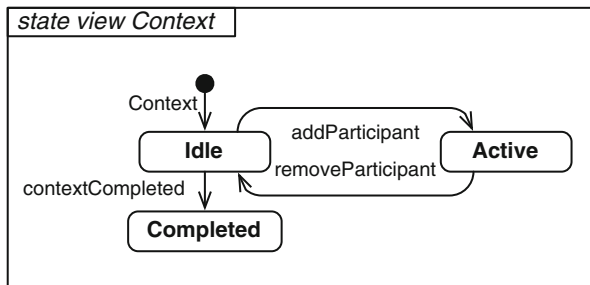 state view Context
Context
addParticipant
Idle
Active
removeParticipant
contextCompleted
Completed